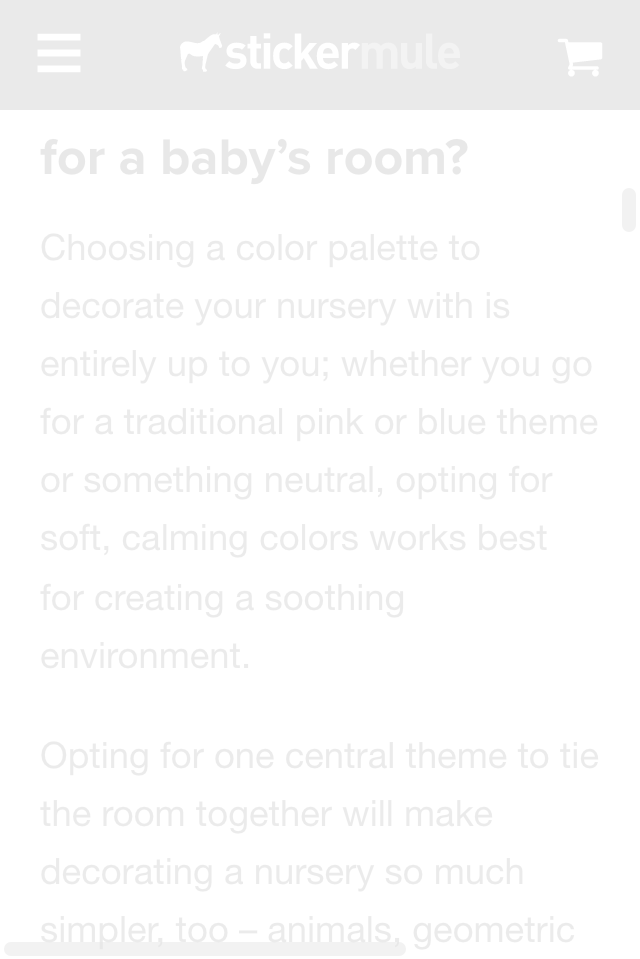 stickermule
for a baby’s room?
Choosing a color palette to
decorate your nursery with is
entirely up to you; whether you go
for a traditional pink or blue theme
or something neutral, opting for
soft, calming colors works best
for creating a soothing
environment.
Opting for one central theme to tie
the room together will make
decorating a nursery so much
simpler, too – animals, geometric